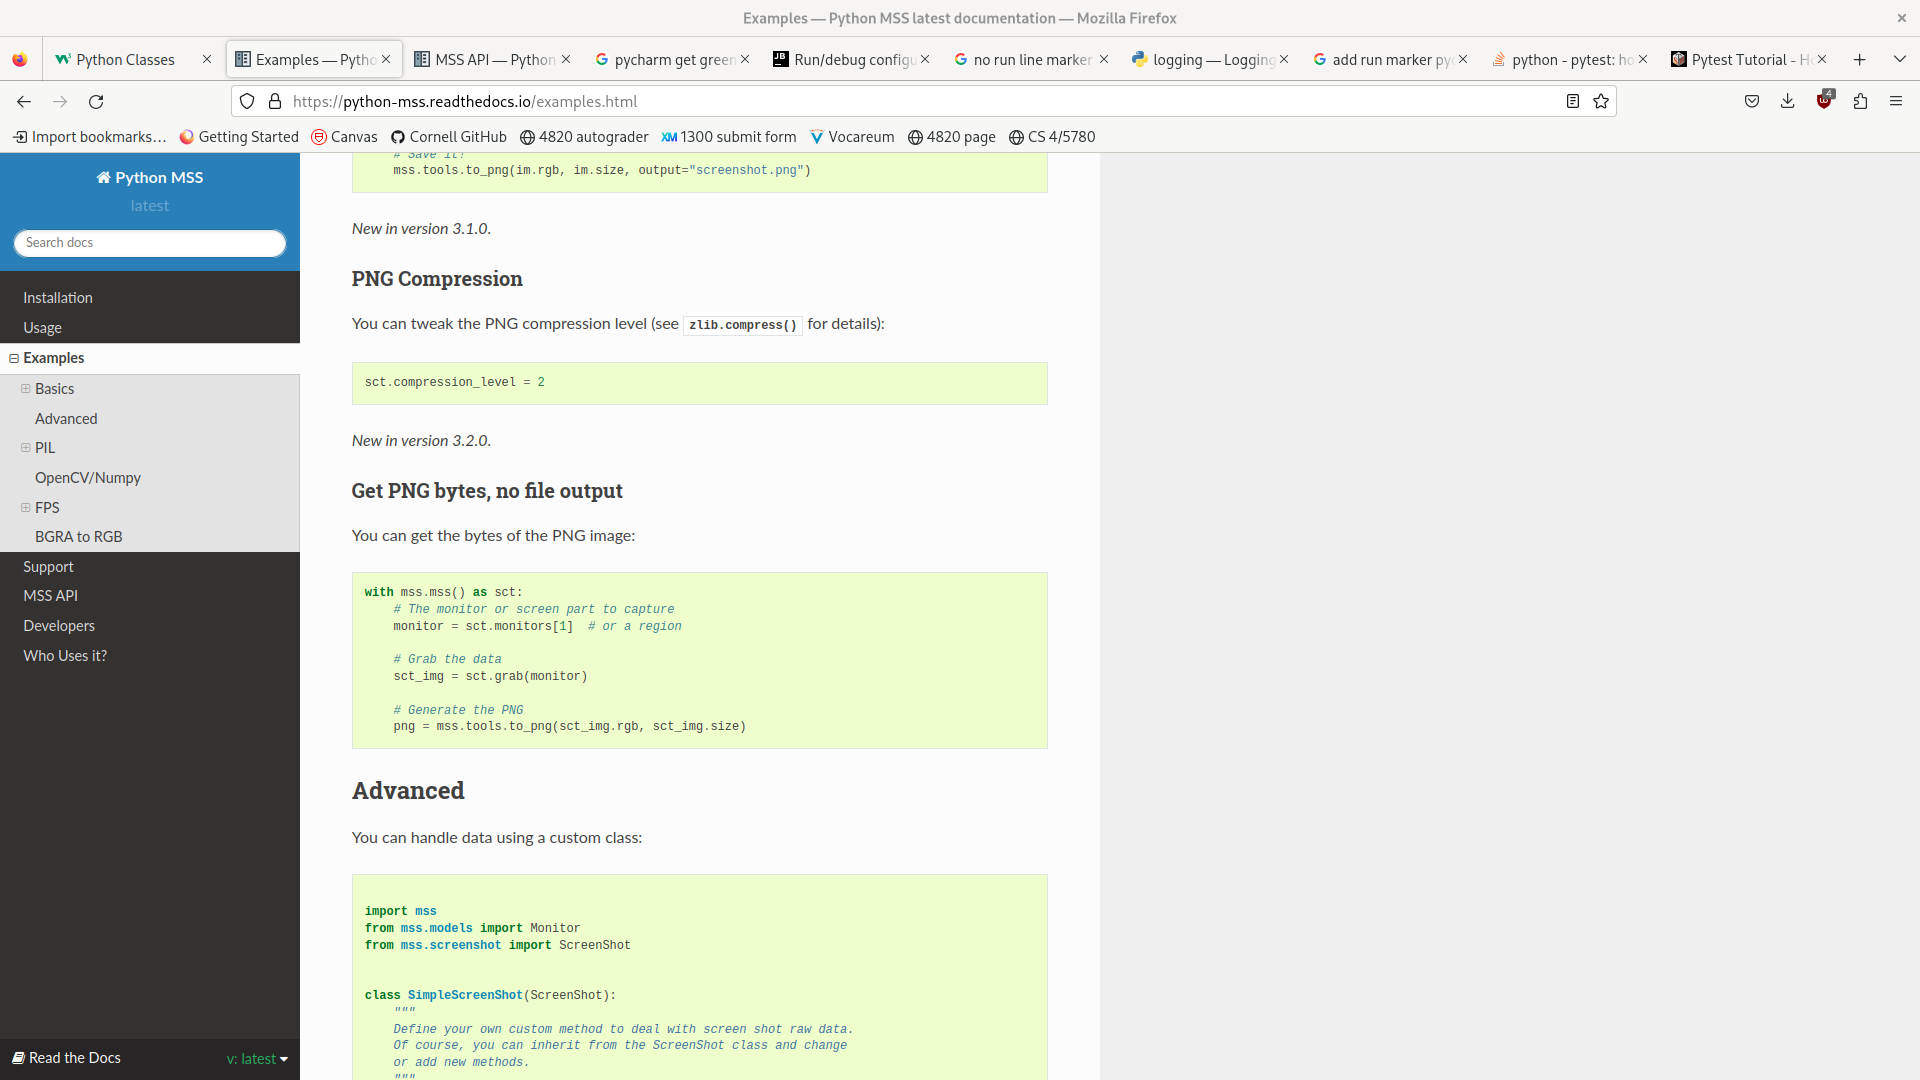 Examples — Python MSS latest documentation — Mozilla Firefox
Python Classes
Examples — Pytho
MSS API — Python
pycharm get green
Run/debug configu
no run line marker
logging — Logging
add run marker pyc
python - pytest: ho
Pytest Tutorial - Ho
https://python-mss.readthedocs.io/examples.html
4
Import bookmarks...
Getting Started
Canvas
Cornell GitHub
4820 autograder
1300 submit form
Vocareum
4820 page
CS 4/5780
Python MSS
latest
Search docs
Installation
Usage
Examples
Basics
Advanced
PIL
OpenCV/Numpy
FPS
BGRA to RGB
Support
MSS API
Developers
Who Uses it?
Read the Docs
v: latest
# Save it!
mss.tools.to_png(im.rgb, im.size, output="screenshot.png")
New in version 3.1.0.
PNG Compression
You can tweak the PNG compression level (see zlib.compress() for details):
sct.compression_level = 2
New in version 3.2.0.
Get PNG bytes, no file output
You can get the bytes of the PNG image:
with mss.mss() as sct:
# The monitor or screen part to capture
monitor = sct.monitors[1]  # or a region
# Grab the data
sct_img = sct.grab(monitor)
# Generate the PNG
png = mss.tools.to_png(sct_img.rgb, sct_img.size)
Advanced
You can handle data using a custom class:
import mss
from mss.models import Monitor
from mss.screenshot import ScreenShot
class SimpleScreenShot(ScreenShot):
"""
Define your own custom method to deal with screen shot raw data.
Of course, you can inherit from the ScreenShot class and change
or add new methods.
"""